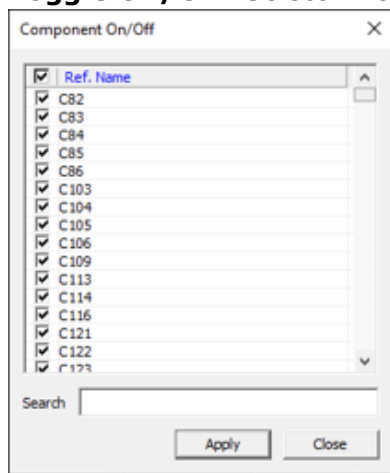 Component On/Off
Ref. Name
C82
C83
C84
C85
C86
C103
C104
C105
C106
C109
C113
C114
C116
C121
C122
C123
Search
Apply
Close